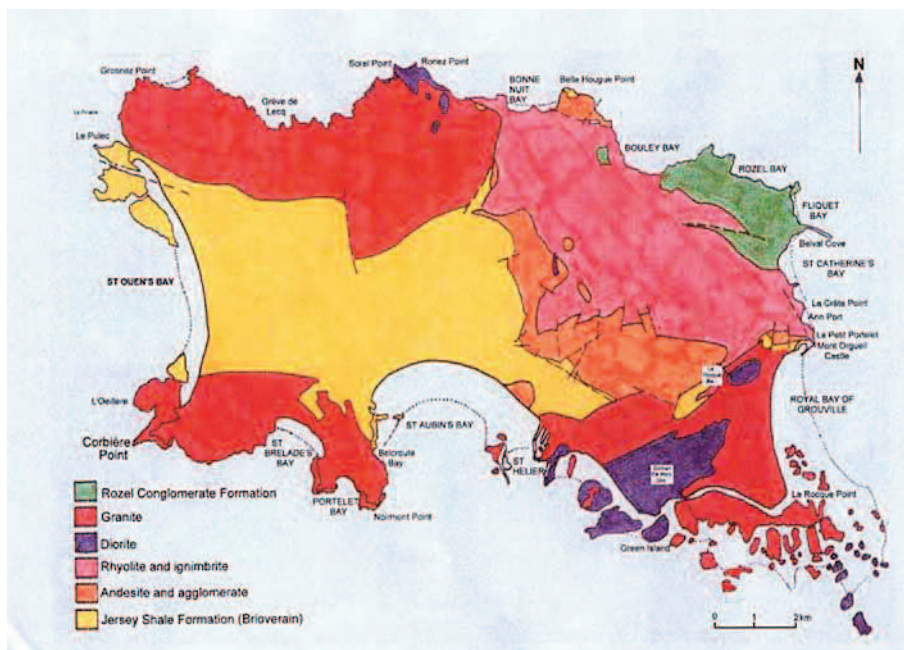 N
Sorel Point
Ronez Point
Grosnez Point
BONNE
NUIT
BAY
Belle Hougue Point
Grève de
Lecq
Le Pulec
BOULEY BAY
ROZEL BAY
FLIQUET
BAY
Belval Cove
ST CATHERINE'S
BAY
ST OUEN'S BAY
La Crête Point
Ann Port
La Petit Portelet
Mont Orgueil
Castle
L'Oeillere
ROYAL BAY OF
GROUVILLE
Corbière
Point
ST AUBIN'S BAY
ST
BRELADE'S
BAY
Belcroute
Bay
ST
HELIER
PORTELET
BAY
Noirmont Point
La Rocque Point
Green Island
Rozel Conglomerate Formation
Granite
Diorite
Rhyolite and ignimbrite
Andesite and agglomerate
Jersey Shale Formation (Brioverain)
0 1 2km